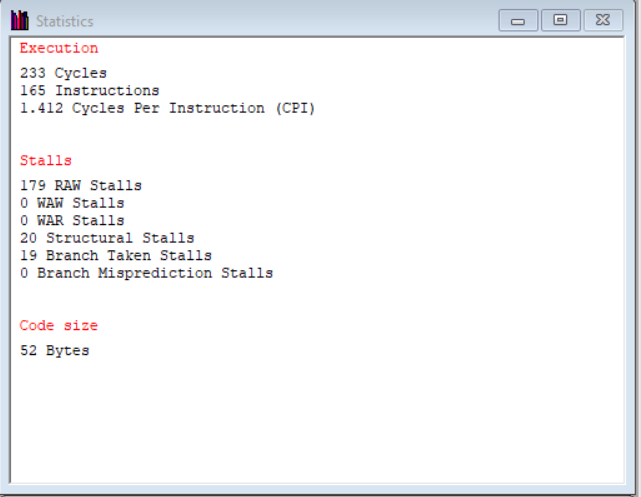 Statistics
Execution
233 Cycles
165 Instructions
1.412 Cycles Per Instruction (CPI)
Stalls
179 RAW Stalls
0 WAW Stalls
0 WAR Stalls
20 Structural Stalls
19 Branch Taken Stalls
0 Branch Misprediction Stalls
Code size
52 Bytes